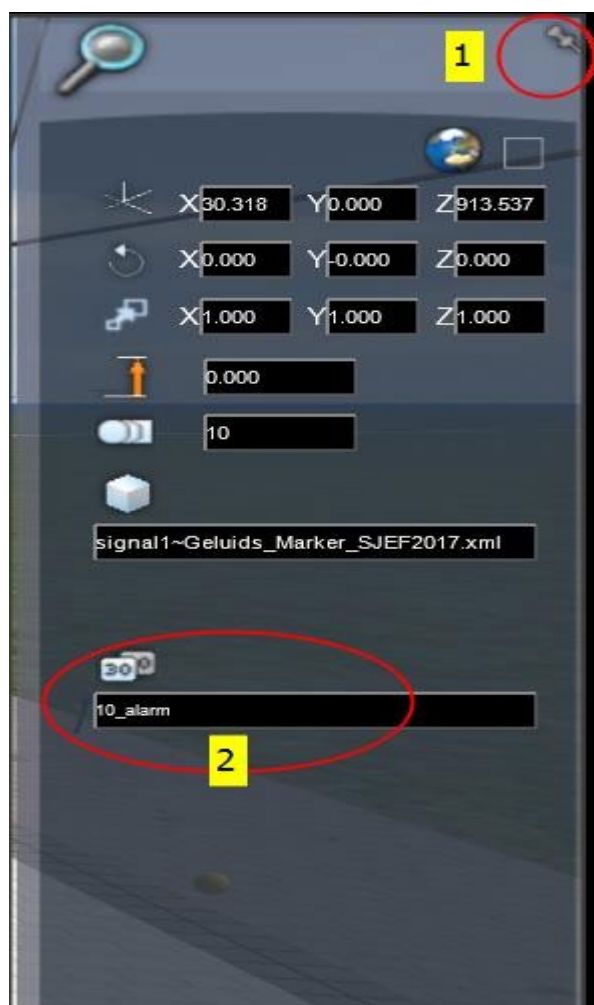 1
X30.318 Y0.000 Z913.537
X0.000 Y-0.000 Z0.000
X1.000 Y1.000 Z1.000
0.000
10
signal1~Geluids_Marker_SJEF2017.xml
30 0
10_alarm
2